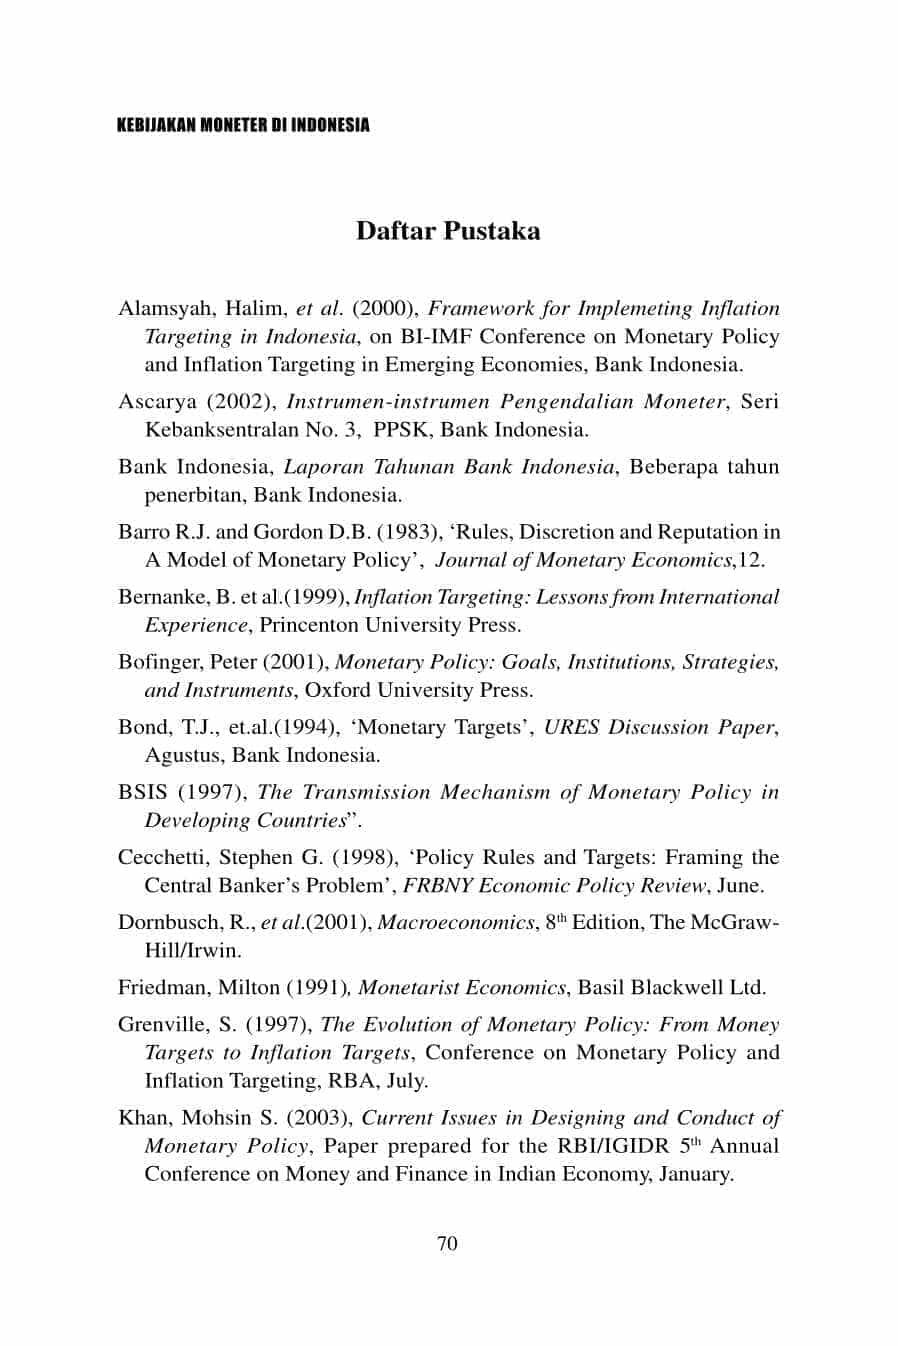 KEBIJAKAN MONETER DI INDONESIA
Daftar Pustaka
Alamsyah, Halim, et al. (2000), Framework for Implemeting Inflation
Targeting in Indonesia, on BI-IMF Conference on Monetary Policy
and Inflation Targeting in Emerging Economies, Bank Indonesia.
Ascarya (2002), Instrumen-instrumen Pengendalian Moneter, Seri
Kebanksentralan No. 3,  PPSK, Bank Indonesia.
Bank Indonesia, Laporan Tahunan Bank Indonesia, Beberapa tahun
penerbitan, Bank Indonesia.
Barro R.J. and Gordon D.B. (1983), ‘Rules, Discretion and Reputation in
A Model of Monetary Policy’,  Journal of Monetary Economics,12.
Bernanke, B. et al.(1999), Inflation Targeting: Lessons from International
Experience, Princenton University Press.
Bofinger, Peter (2001), Monetary Policy: Goals, Institutions, Strategies,
and Instruments, Oxford University Press.
Bond, T.J., et.al.(1994), ‘Monetary Targets’, URES Discussion Paper,
Agustus, Bank Indonesia.
BSIS (1997), The Transmission Mechanism of Monetary Policy in
Developing Countries”.
Cecchetti, Stephen G. (1998), ‘Policy Rules and Targets: Framing the
Central Banker’s Problem’, FRBNY Economic Policy Review, June.
Dornbusch, R., et al.(2001), Macroeconomics, 8th Edition, The McGraw-
Hill/Irwin.
Friedman, Milton (1991), Monetarist Economics, Basil Blackwell Ltd.
Grenville, S. (1997), The Evolution of Monetary Policy: From Money
Targets to Inflation Targets, Conference on Monetary Policy and
Inflation Targeting, RBA, July.
Khan, Mohsin S. (2003), Current Issues in Designing and Conduct of
Monetary Policy, Paper prepared for the RBI/IGIDR 5th Annual
Conference on Money and Finance in Indian Economy, January.
70